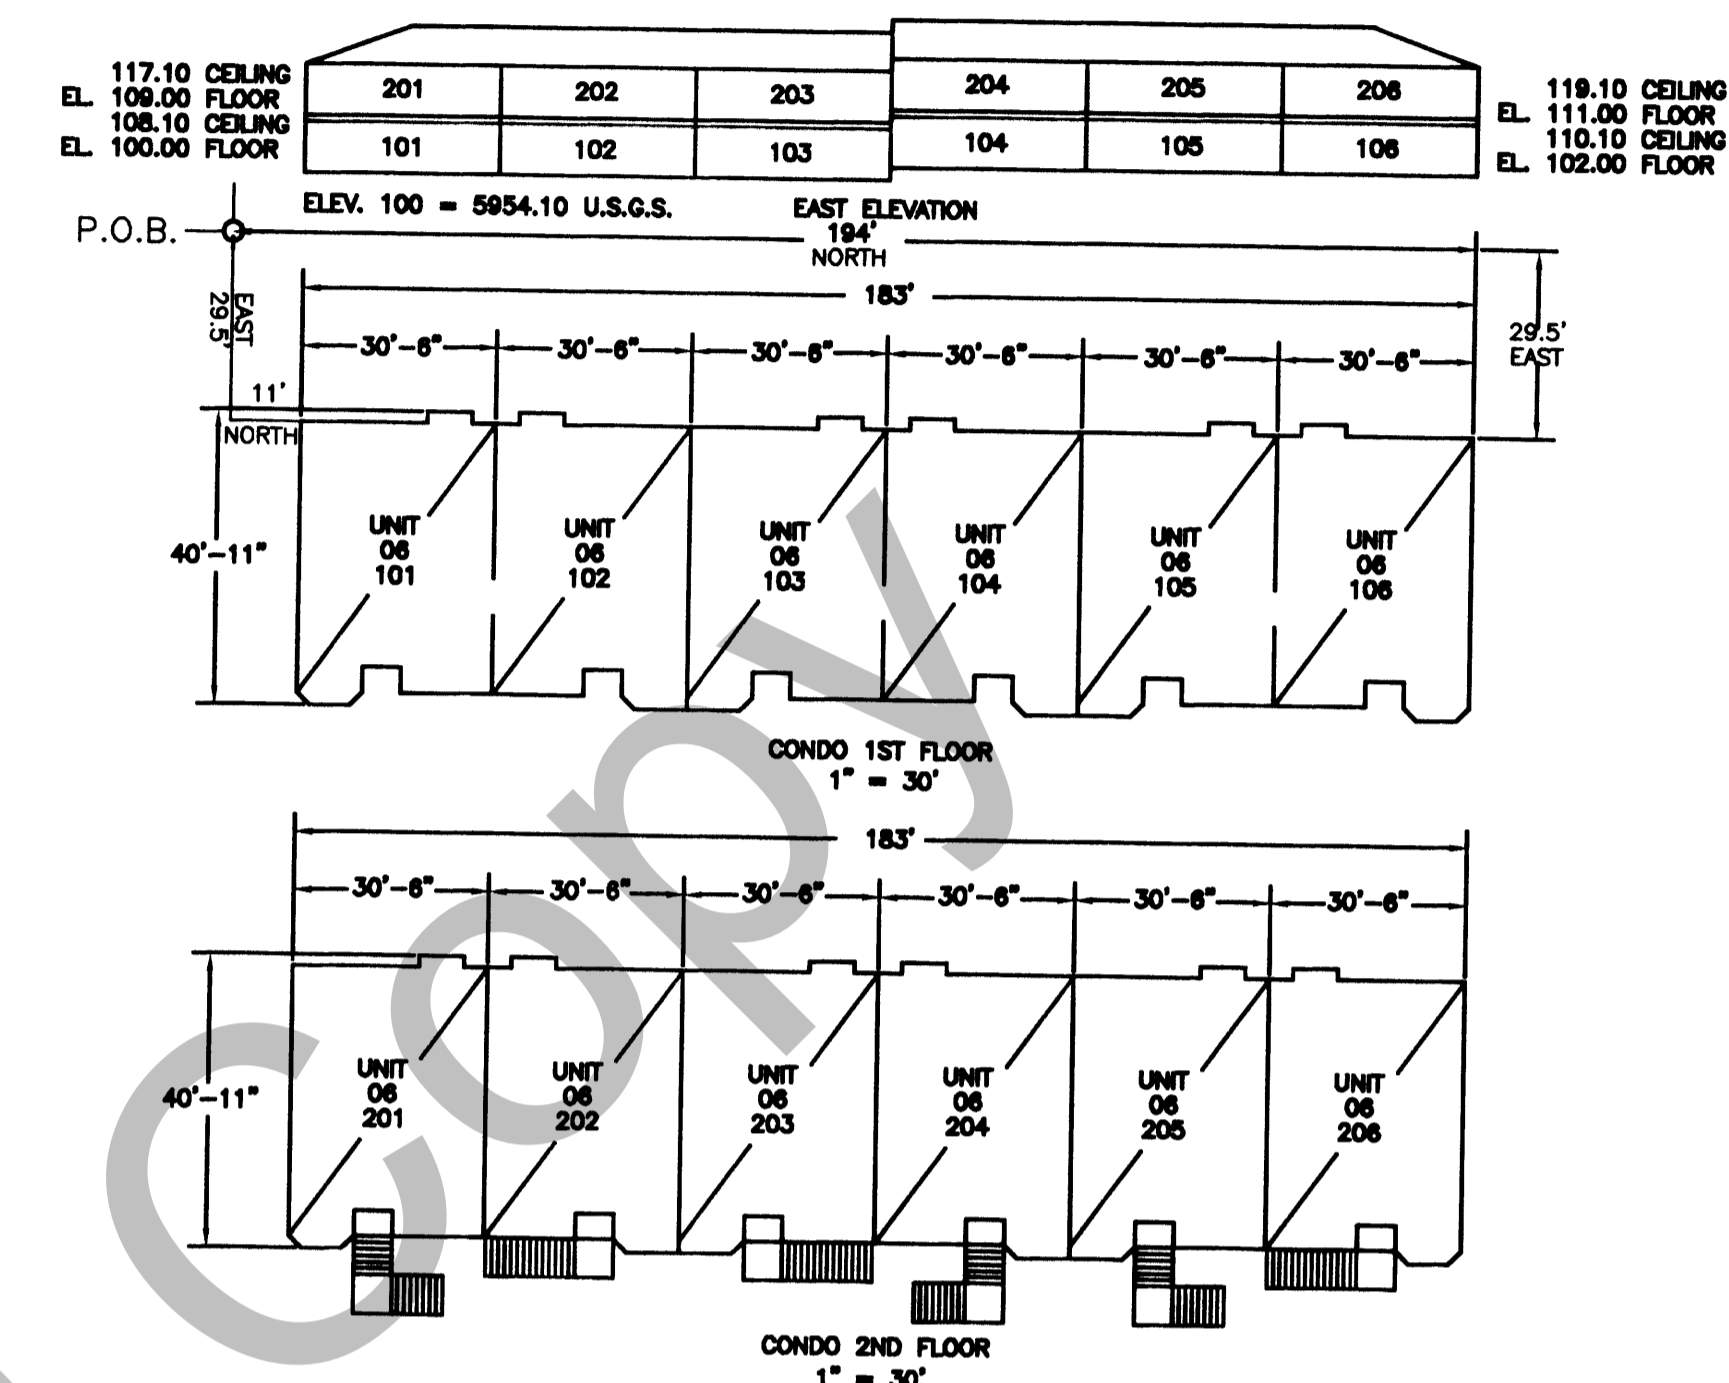 117.10 CEILING
EL. 109.00 FLOOR
108.10 CEILING
EL. 100.00 FLOOR
201 202 203 204 205 206
101 102 103 104 105 106
119.10 CEILING
EL. 111.00 FLOOR
110.10 CEILING
EL. 102.00 FLOOR
ELEV. 100 = 5954.10 U.S.G.S.
EAST ELEVATION
P.O.B.
194'
NORTH
183'
EAST
29.5'
29.5'
EAST
30'-6" 30'-6" 30'-6" 30'-6" 30'-6" 30'-6"
11'
NORTH
40'-11"
UNIT
06
101
UNIT
06
102
UNIT
06
103
UNIT
06
104
UNIT
06
105
UNIT
06
106
CONDO 1ST FLOOR
1" = 30'
183'
30'-6" 30'-6" 30'-6" 30'-6" 30'-6" 30'-6"
40'-11"
UNIT
06
201
UNIT
06
202
UNIT
06
203
UNIT
06
204
UNIT
06
205
UNIT
06
206
CONDO 2ND FLOOR
1" = 30'
Copy